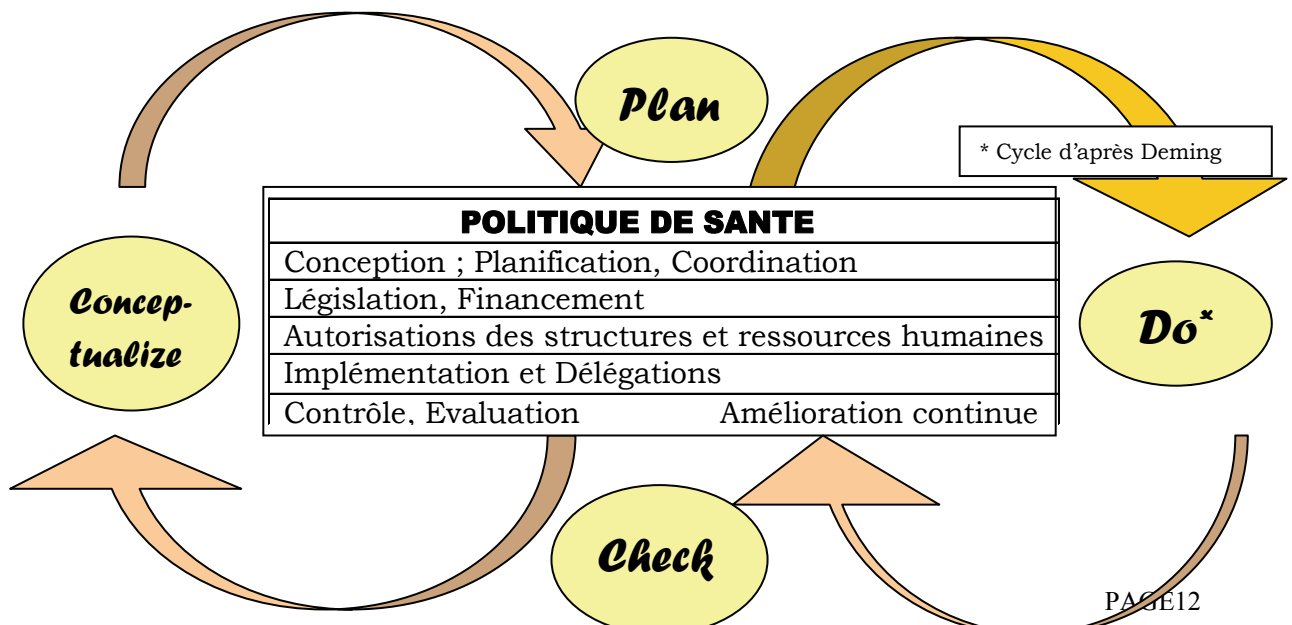 Plan
* Cycle d'après Deming
POLITIQUE DE SANTE
Conception ; Planification, Coordination
Législation, Financement
Autorisations des structures et ressources humaines
Implémentation et Délégations
Contrôle, Evaluation Amélioration continue
Concep-
tualize
Do*
Check
PAGE12